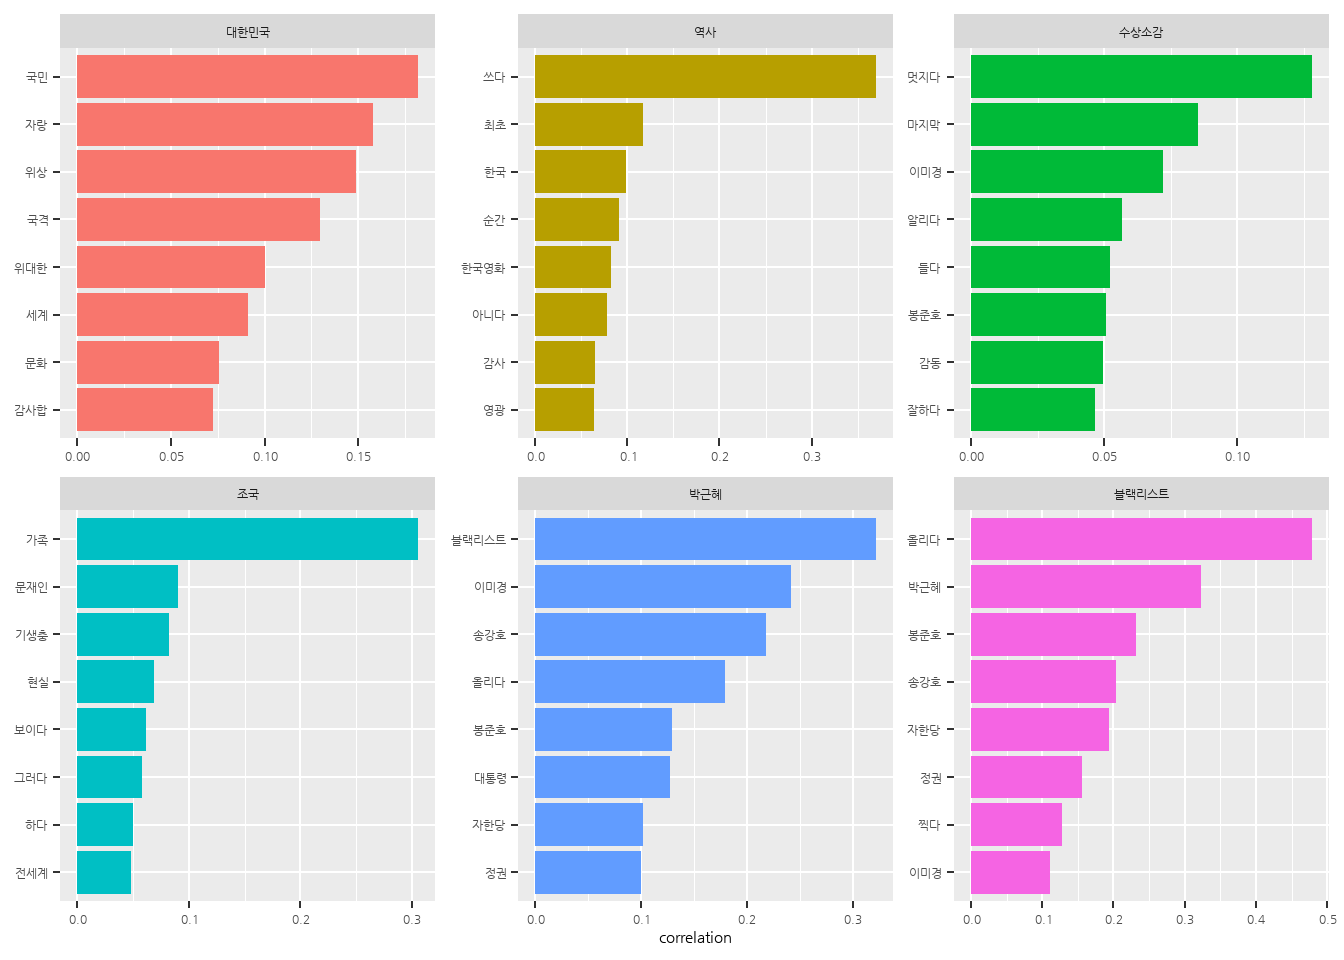 대한민국
국민
자랑
위상
국격
위대한
세계
문화
감사합
0.00 0.05 0.10 0.15
역사
쓰다
최초
한국
순간
한국영화
아니다
감사
영광
0.0 0.1 0.2 0.3
수상소감
멋지다
마지막
이미경
알리다
들다
봉준호
감동
잘하다
0.00 0.05 0.10
조국
가족
문재인
기생충
현실
보이다
그러다
하다
전세계
0.0 0.1 0.2 0.3
박근혜
블랙리스트
이미경
송강호
올리다
봉준호
대통령
자한당
정권
0.0 0.1 0.2 0.3
블랙리스트
올리다
박근혜
봉준호
송강호
자한당
정권
찍다
이미경
0.0 0.1 0.2 0.3 0.4 0.5
correlation